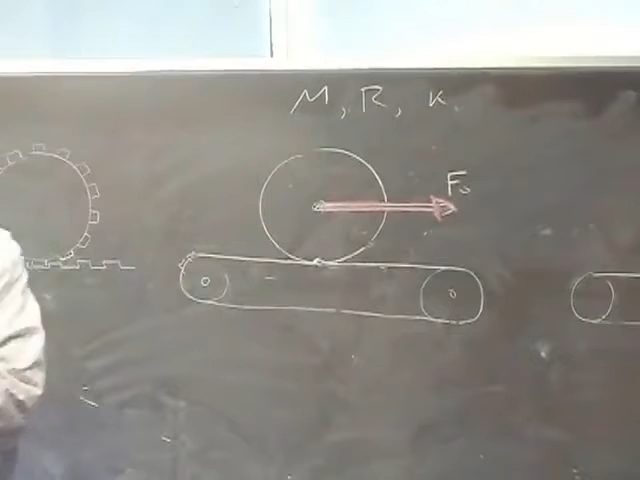 M, R, K.
F₀